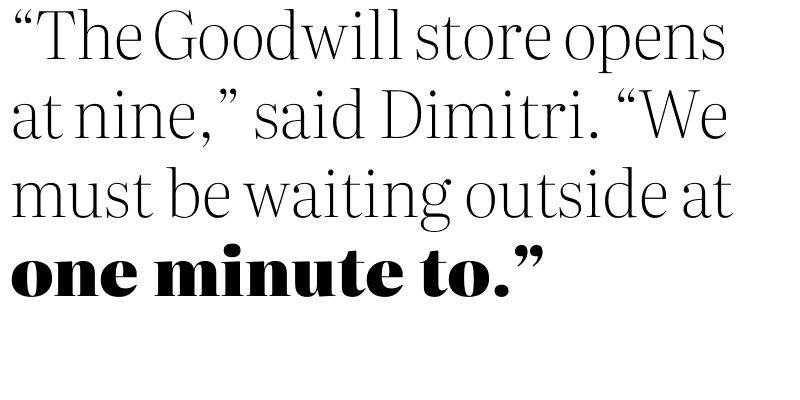 “The Goodwill store opens
at nine,” said Dimitri. “We
must be waiting outside at
one minute to.”